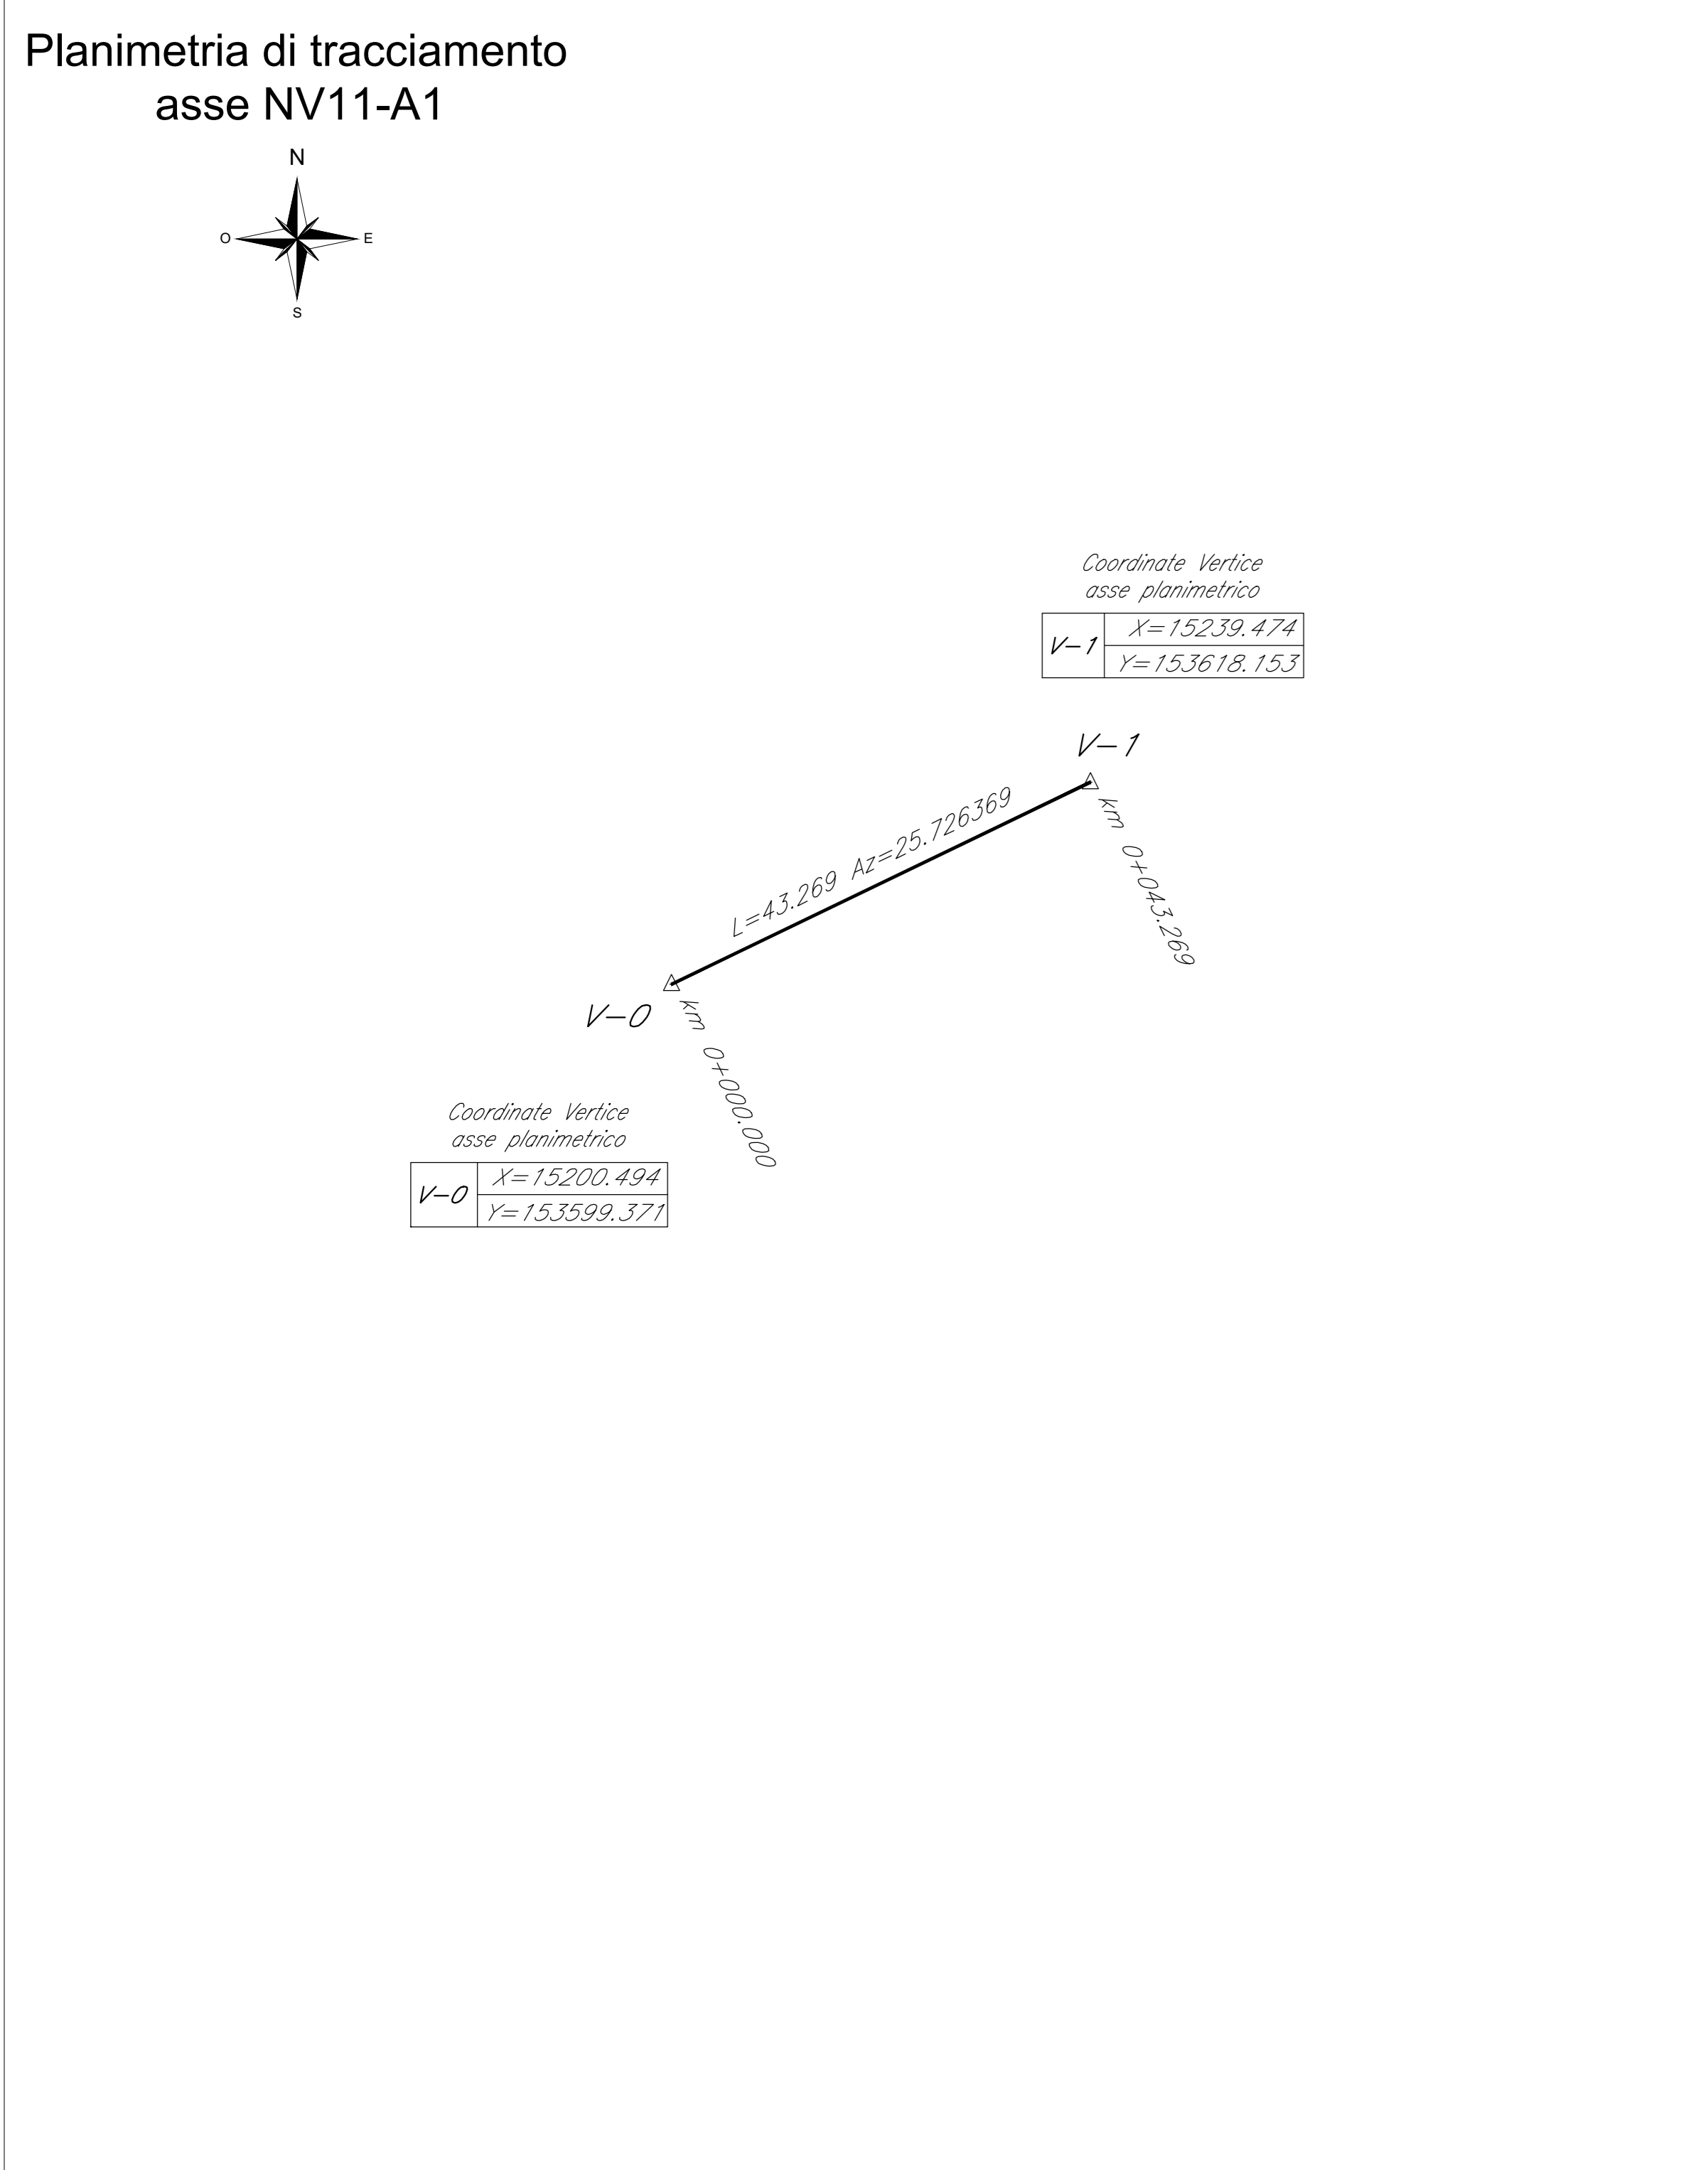 Planimetria di tracciamento
asse NV11-A1
N
O
E
S
Coordinate Vertice
asse planimetrico
V-1
X=15239.474
Y=153618.153
V-1
L=43.269 Az=25.726369
km 0+043.269
V-0
km 0+000.000
Coordinate Vertice
asse planimetrico
V-0
X=15200.494
Y=153599.371